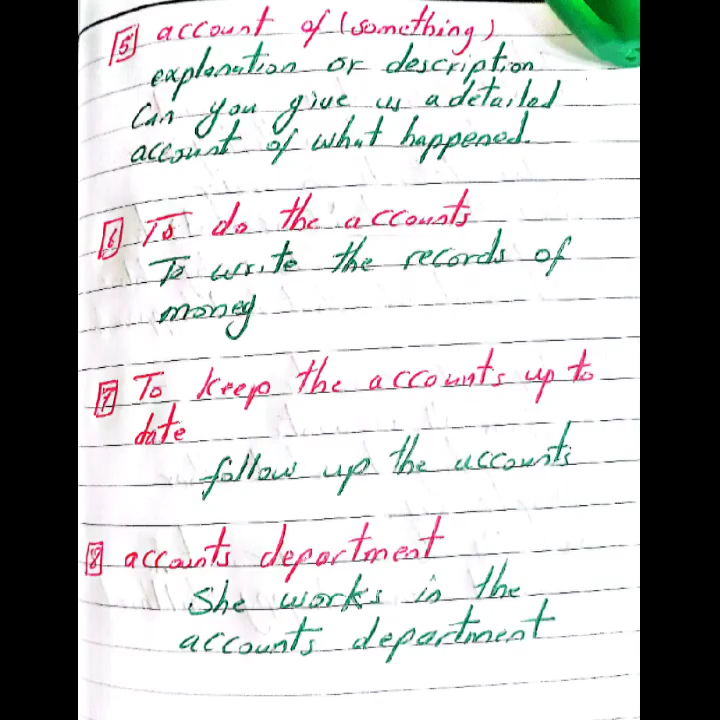 5 account of (something)
explanation or description
Can you give us a detailed
account of what happened.
6 To do the accounts
To write the records of
money
7 To keep the accounts up to
date
follow up the accounts
8 accounts department
She works in the
accounts department